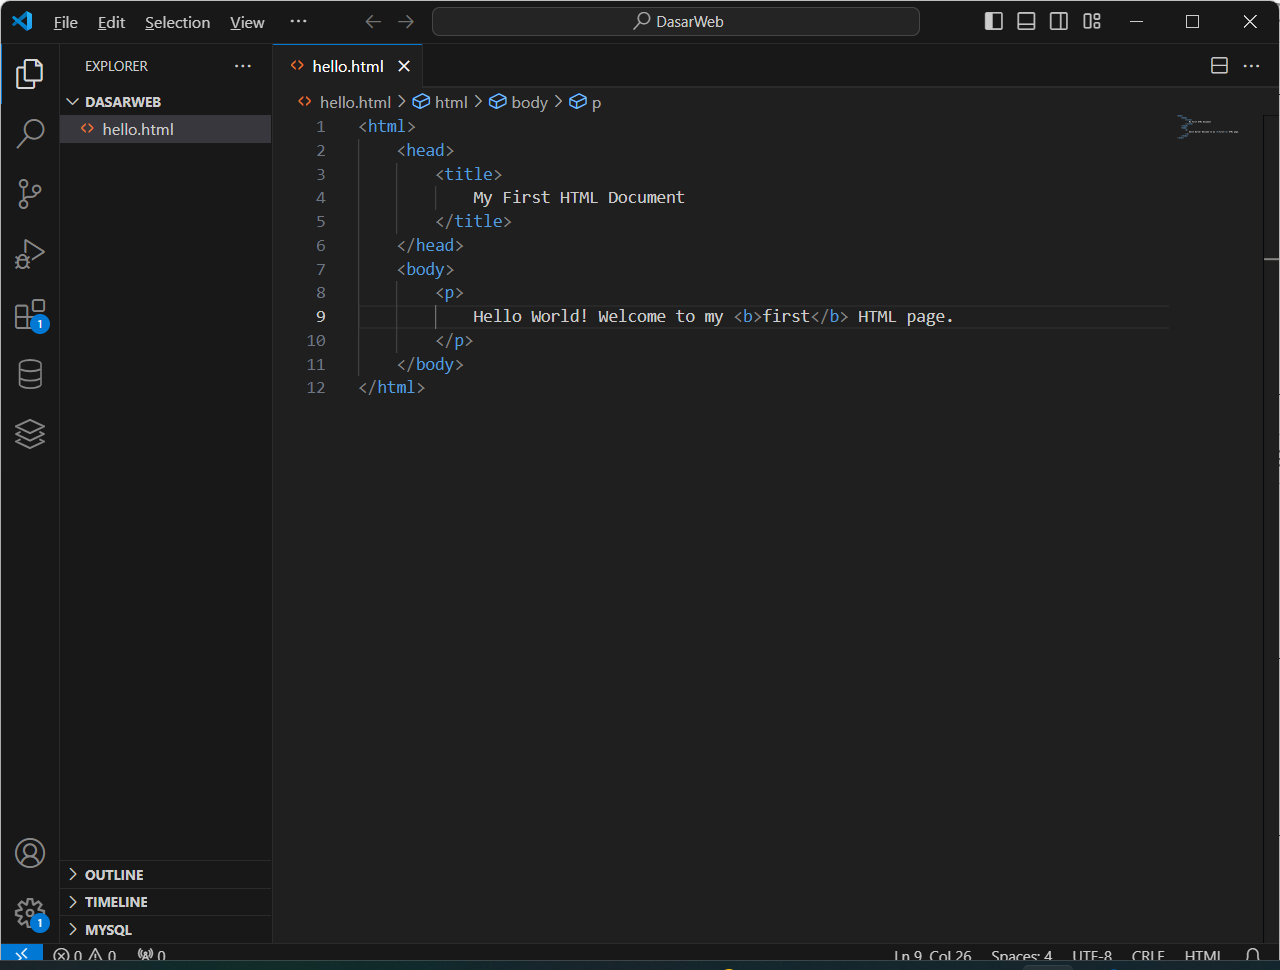 File Edit Selection View ··· DasarWeb
EXPLORER ···
hello.html
DASARWEB
hello.html
hello.html > html > body > p
1 <html>
2 <head>
3 <title>
4 My First HTML Document
5 </title>
6 </head>
7 <body>
8 <p>
9 Hello World! Welcome to my <b>first</b> HTML page.
10 </p>
11 </body>
12 </html>
1
OUTLINE
TIMELINE
1
MYSQL
0 0 0 Ln 9, Col 26 Spaces: 4 UTF-8 CRLF HTML